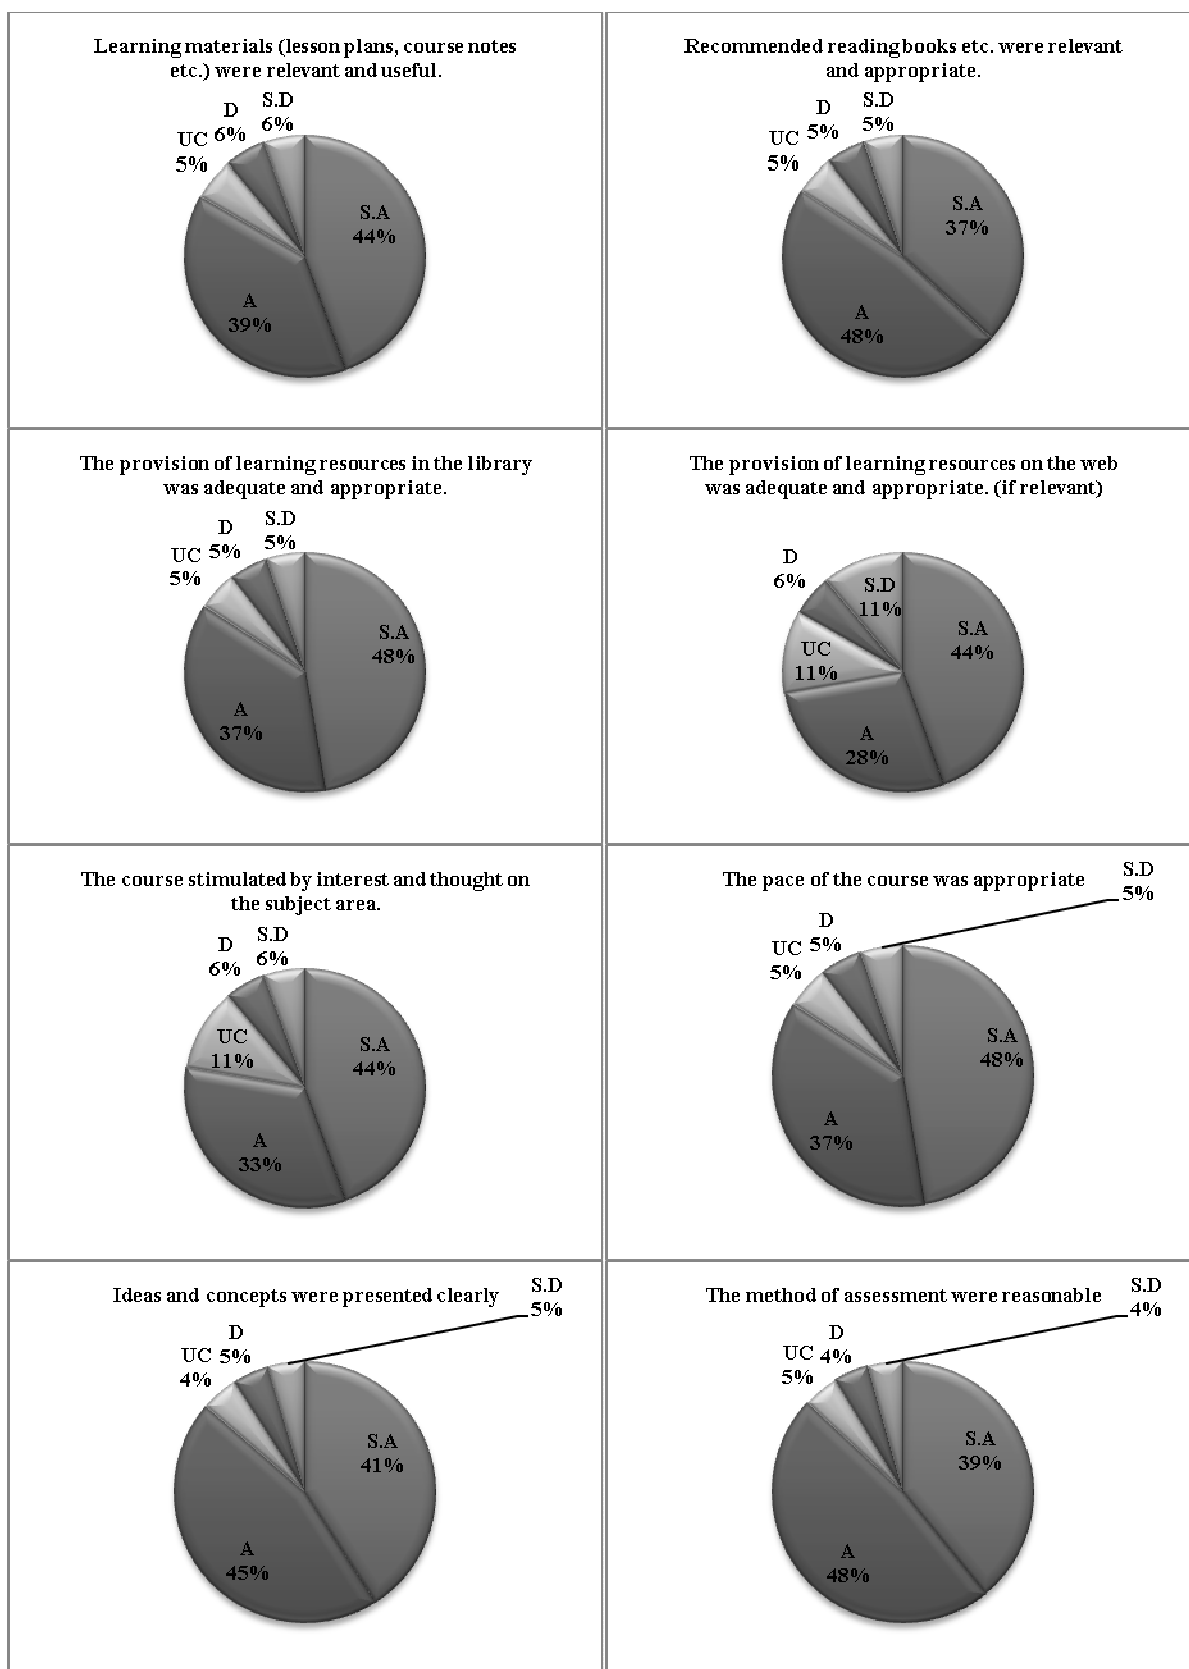 Learning materials (lesson plans, course notes
etc.) were relevant and useful.
S.D
6%
D
6%
UC
5%
S.A
44%
A
39%
Recommended reading books etc. were relevant
and appropriate.
S.D
5%
D
5%
UC
5%
S.A
37%
A
48%
The provision of learning resources in the library
was adequate and appropriate.
S.D
5%
D
5%
UC
5%
S.A
48%
A
37%
The provision of learning resources on the web
was adequate and appropriate. (if relevant)
D
6%
S.D
11%
S.A
44%
UC
11%
A
28%
The course stimulated by interest and thought on
the subject area.
S.D
6%
D
6%
UC
11%
S.A
44%
A
33%
The pace of the course was appropriate
S.D
5%
D
5%
UC
5%
S.A
48%
A
37%
Ideas and concepts were presented clearly
S.D
5%
D
5%
UC
4%
S.A
41%
A
45%
The method of assessment were reasonable
S.D
4%
D
4%
UC
5%
S.A
39%
A
48%